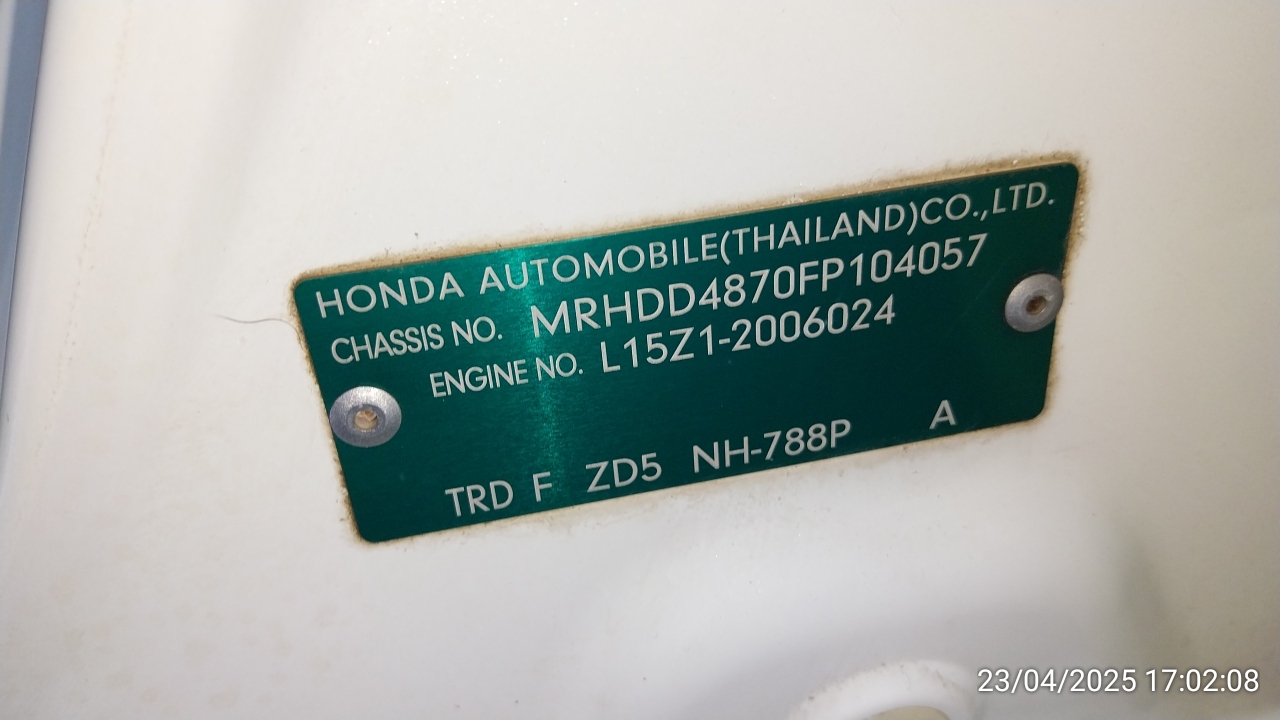 HONDA AUTOMOBILE(THAILAND)CO.,LTD.
CHASSIS NO. MRHDD4870FP104057
ENGINE NO. L15Z1-2006024
TRD F ZD5 NH-788P A
23/04/2025 17:02:08